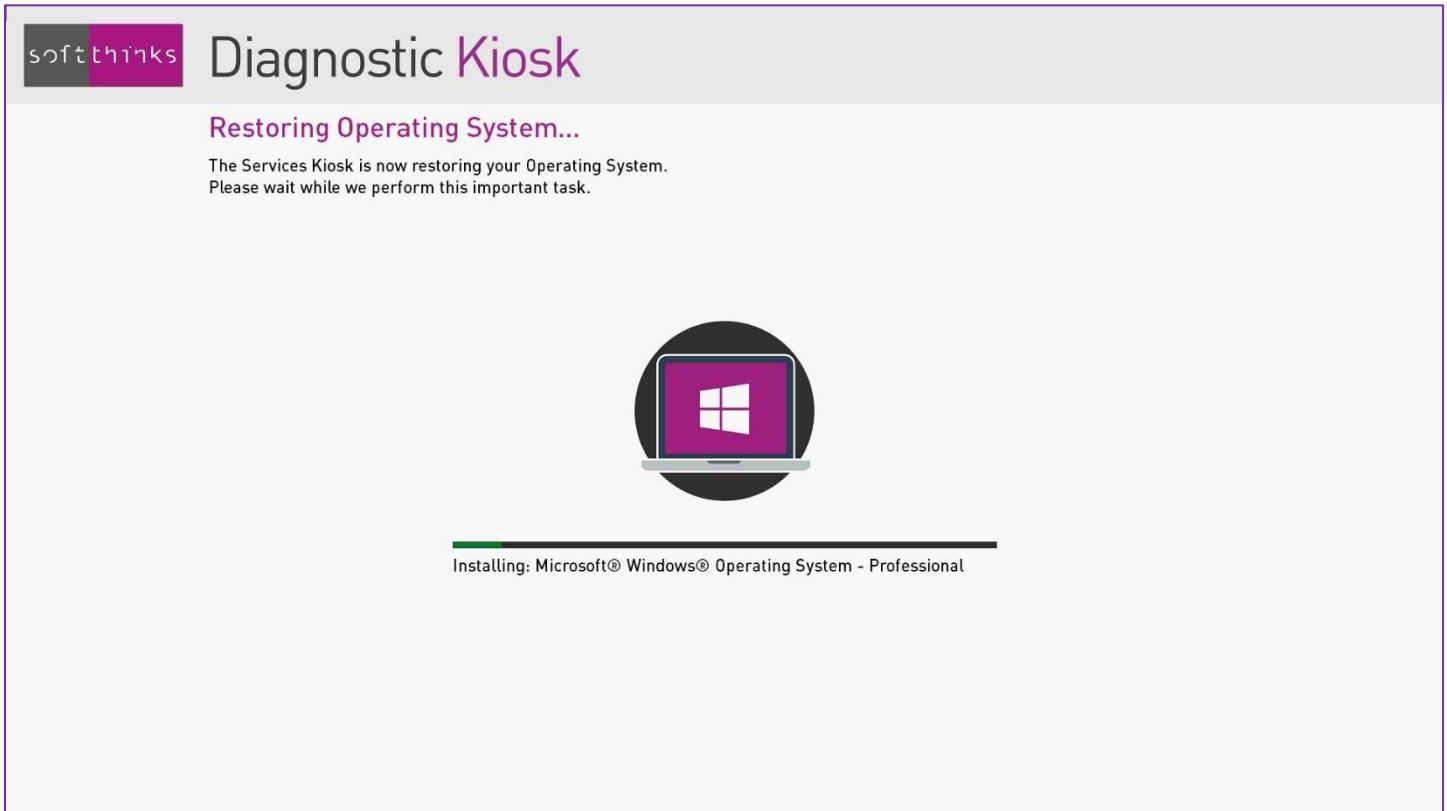 softthinks
Diagnostic Kiosk
Restoring Operating System...
The Services Kiosk is now restoring your Operating System.
Please wait while we perform this important task.
Installing: Microsoft® Windows® Operating System - Professional